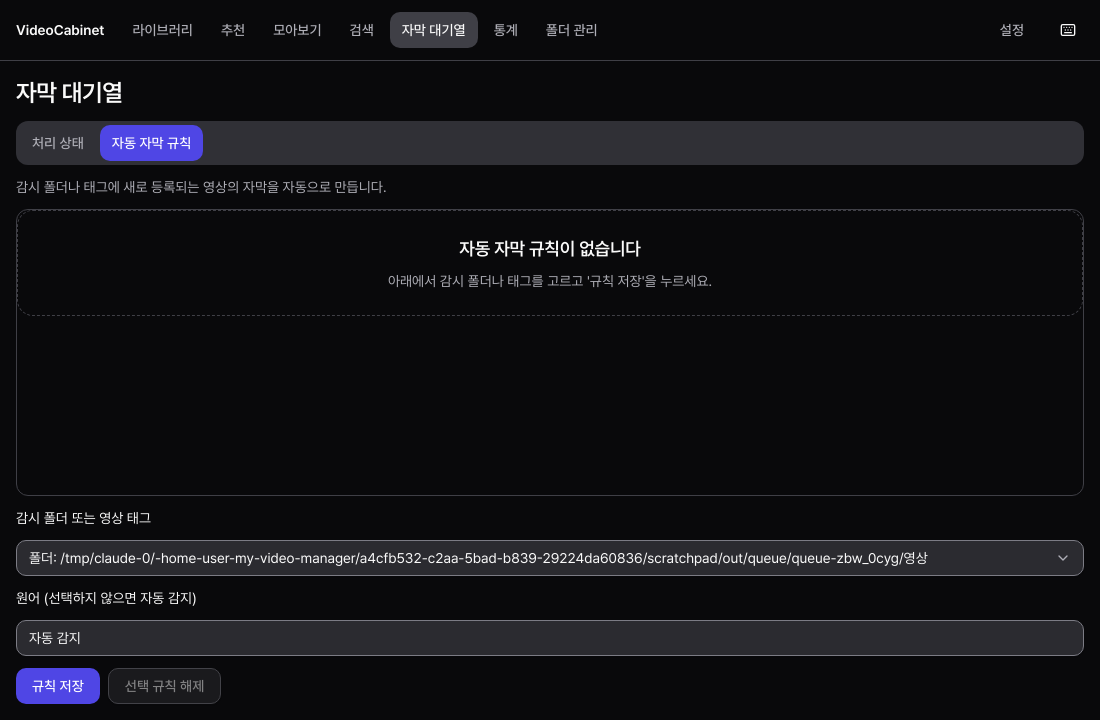 VideoCabinet 라이브러리 추천 모아보기 검색 자막 대기열 통계 폴더 관리 설정
자막 대기열
처리 상태 자동 자막 규칙
감시 폴더나 태그에 새로 등록되는 영상의 자막을 자동으로 만듭니다.
자동 자막 규칙이 없습니다
아래에서 감시 폴더나 태그를 고르고 '규칙 저장'을 누르세요.
감시 폴더 또는 영상 태그
폴더: /tmp/claude-0/-home-user-my-video-manager/a4cfb532-c2aa-5bad-b839-29224da60836/scratchpad/out/queue/queue-zbw_0cyg/영상
원어 (선택하지 않으면 자동 감지)
자동 감지
규칙 저장 선택 규칙 해제